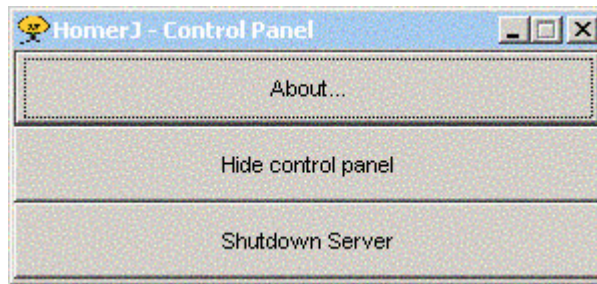 HomerJ - Control Panel
About...
Hide control panel
Shutdown Server